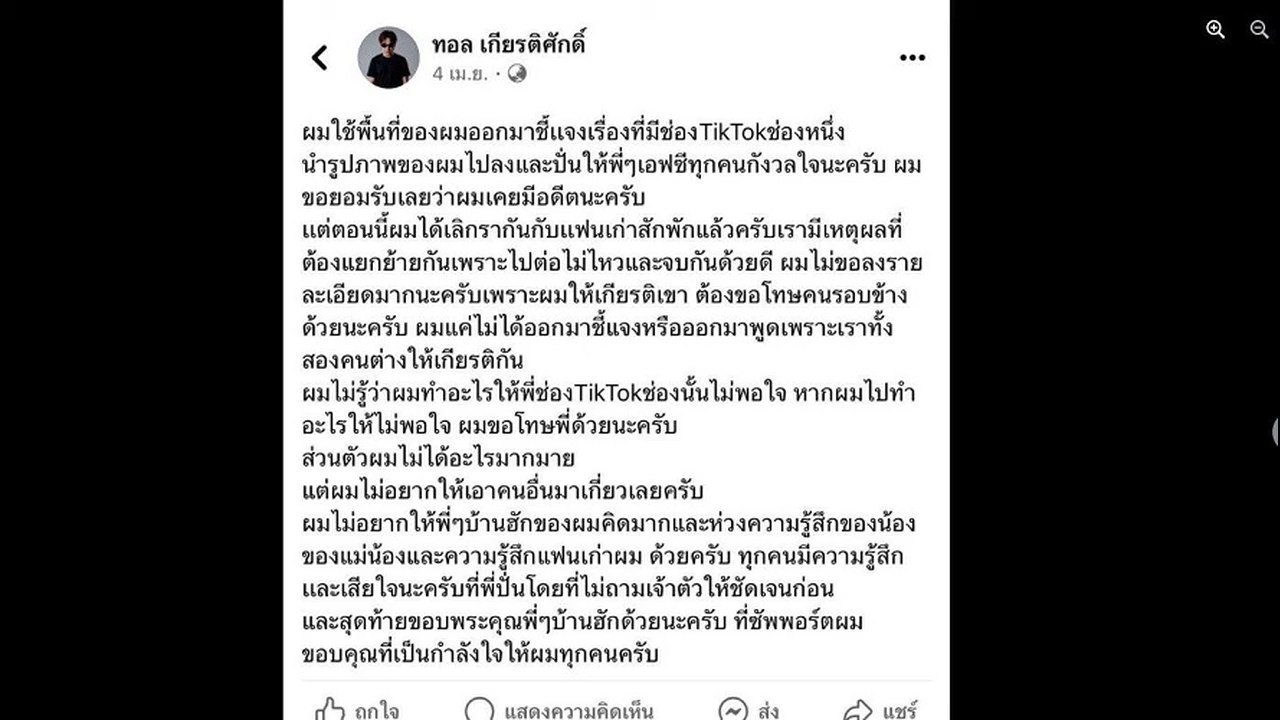 ทอล เกียรติศักดิ์
4 เม.ย. ·
ผมใช้พื้นที่ของผมออกมาชี้แจงเรื่องที่มีช่องTikTokช่องหนึ่ง
นำรูปภาพของผมไปลงและปั่นให้พี่ๆเอฟซีทุกคนกังวลใจนะครับ ผม
ขอยอมรับเลยว่าผมเคยมีอดีตนะครับ
แต่ตอนนี้ผมได้เลิกรากันกับแฟนเก่าสักพักแล้วครับเรามีเหตุผลที่
ต้องแยกย้ายกันเพราะไปต่อไม่ไหวและจบกันด้วยดี ผมไม่ขอลงราย
ละเอียดมากนะครับเพราะผมให้เกียรติเขา ต้องขอโทษคนรอบข้าง
ด้วยนะครับ ผมแค่ไม่ได้ออกมาชี้แจงหรือออกมาพูดเพราะเราทั้ง
สองคนต่างให้เกียรติกัน
ผมไม่รู้ว่าผมทำอะไรให้พี่ช่องTikTokช่องนั้นไม่พอใจ หากผมไปทำ
อะไรให้ไม่พอใจ ผมขอโทษพี่ด้วยนะครับ
ส่วนตัวผมไม่ได้อะไรมากมาย
แต่ผมไม่อยากให้เอาคนอื่นมาเกี่ยวเลยครับ
ผมไม่อยากให้พี่ๆบ้านฮักของผมคิดมากและห่วงความรู้สึกของน้อง
ของแม่น้องและความรู้สึกแฟนเก่าผม ด้วยครับ ทุกคนมีความรู้สึก
และเสียใจนะครับที่พี่ปั่นโดยที่ไม่ถามเจ้าตัวให้ชัดเจนก่อน
และสุดท้ายขอบพระคุณพี่ๆบ้านฮักด้วยนะครับ ที่ซัพพอร์ตผม
ขอบคุณที่เป็นกำลังใจให้ผมทุกคนครับ
ถูกใจ แสดงความคิดเห็น ส่ง แชร์